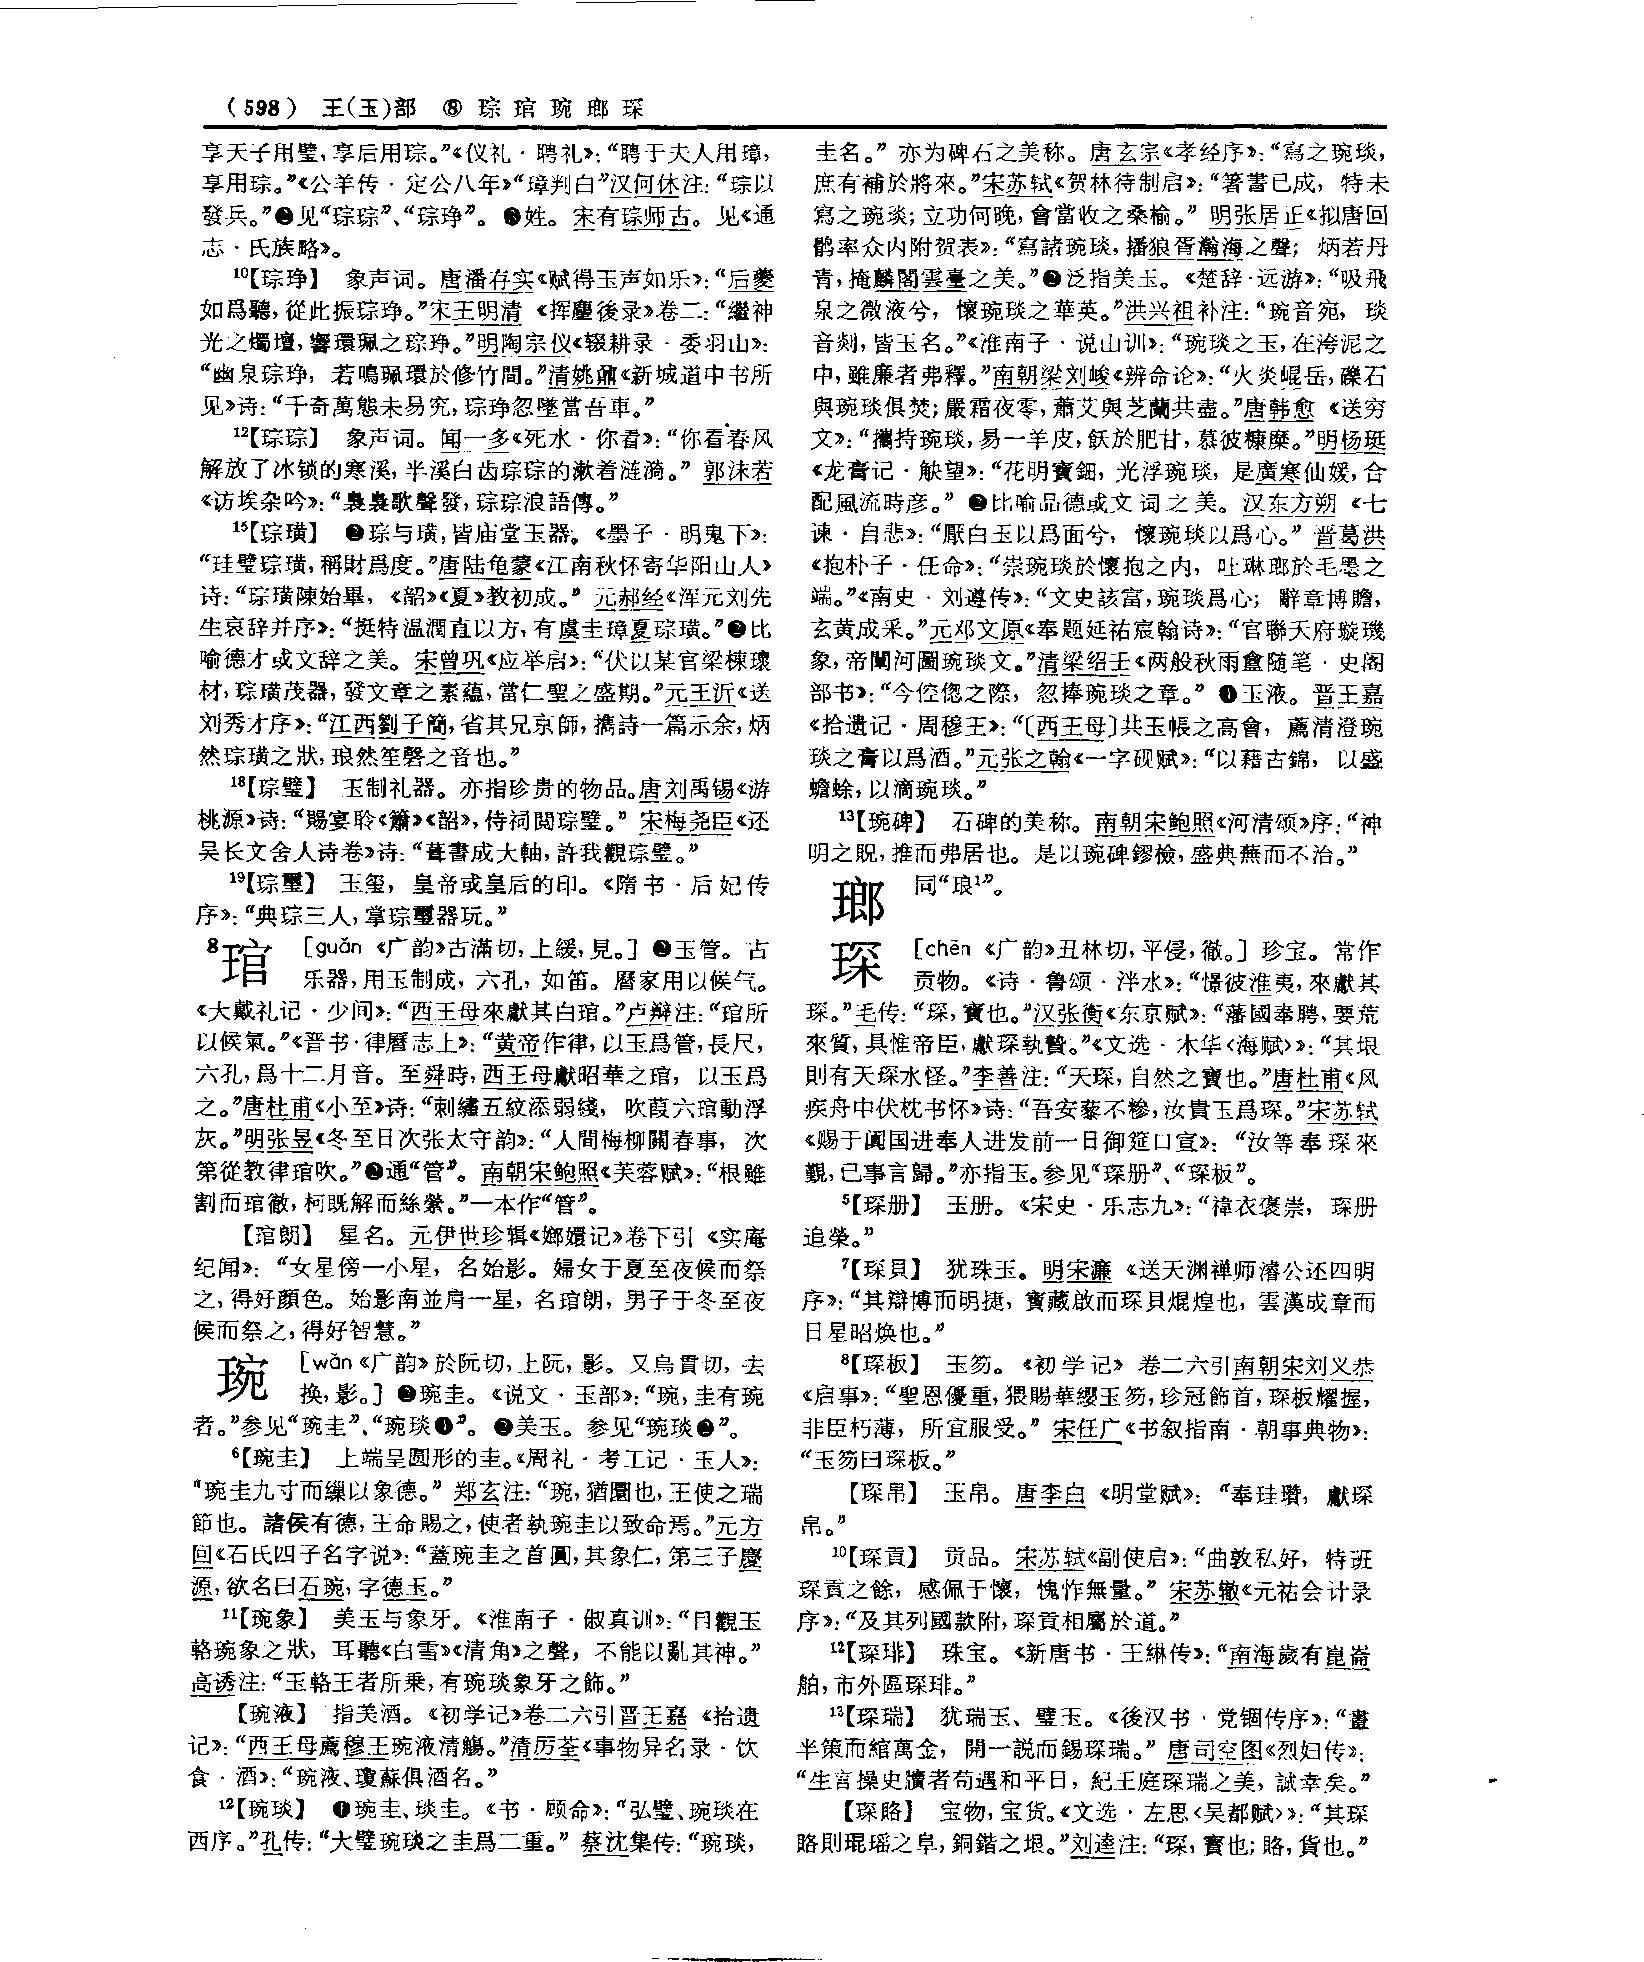 （598） 王(玉)部 ⑧ 琮琯琬瑯琛
享天子用璧，享后用琮。”《仪礼·聘礼》：“聘于夫人用璋，
享用琮。”《公羊传·定公八年》“璋判白”汉何休注：“琮以
發兵。”❷见“琮琮”、“琮琤”。❸姓。宋有琮师古。见《通
志·氏族略》。
10【琮琤】 象声词。唐潘存实《赋得玉声如乐》：“后夔
如爲聽，從此振琮琤。”宋王明清《挥麈後录》卷二：“繼神
光之燭壇，響環珮之琮琤。”明陶宗仪《辍耕录·委羽山》：
“幽泉琮琤，若鳴珮環於修竹間。”清姚鼐《新城道中书所
见》诗：“千奇萬態未易究，琮琤忽墜當吾車。”
12【琮琮】 象声词。闻一多《死水·你看》：“你看春风
解放了冰锁的寒溪，半溪白齿琮琮的漱着涟漪。”郭沫若
《访埃杂吟》：“裊裊歌聲發，琮琮浪語傳。”
15【琮璜】 ❶琮与璜，皆庙堂玉器。《墨子·明鬼下》：
“珪璧琮璜，稱財爲度。”唐陆龟蒙《江南秋怀寄华阳山人》
诗：“琮璜陳始畢，《韶》《夏》教初成。”元郝经《浑元刘先
生哀辞并序》：“挺特温潤直以方，有虞圭璋夏琮璜。”❷比
喻德才或文辞之美。宋曾巩《应举启》：“伏以某官梁棟瓌
材，琮璜茂器，發文章之素藴，當仁聖之盛期。”元王沂《送
刘秀才序》：“江西劉子簡，省其兄京師，携詩一篇示余，炳
然琮璜之狀，琅然笙磬之音也。”
18【琮璧】 玉制礼器。亦指珍贵的物品。唐刘禹锡《游
桃源》诗：“賜宴聆《簫》《韶》，侍祠閲琮璧。”宋梅尧臣《还
吴长文舍人诗卷》诗：“葺書成大軸，許我觀琮璧。”
19【琮璽】 玉玺，皇帝或皇后的印。《隋书·后妃传
序》：“典琮三人，掌琮璽器玩。”
8琯 [guǎn 《广韵》古滿切，上緩，見。] ❶玉管。古
乐器，用玉制成，六孔，如笛。曆家用以候气。
《大戴礼记·少间》：“西王母來獻其白琯。”卢辩注：“琯所
以候氣。”《晋书·律曆志上》：“黄帝作律，以玉爲管，長尺，
六孔，爲十二月音。至舜時，西王母獻昭華之琯，以玉爲
之。”唐杜甫《小至》诗：“刺繡五紋添弱綫，吹葭六琯動浮
灰。”明张昱《冬至日次张太守韵》：“人間梅柳關春事，次
第從教律琯吹。”❷通“管”。南朝宋鲍照《芙蓉赋》：“根雖
割而琯徹，柯既解而絲縈。”一本作“管”。
【琯朗】 星名。元伊世珍辑《嫏嬛记》卷下引《实庵
纪闻》：“女星傍一小星，名始影。婦女于夏至夜候而祭
之，得好顔色。始影南並肩一星，名琯朗，男子于冬至夜
候而祭之，得好智慧。”
琬 [wǎn《广韵》於阮切，上阮，影。又烏貫切，去
换，影。] ❶琬圭。《说文·玉部》：“琬，圭有琬
者。”参见“琬圭”、“琬琰❶”。❷美玉。参见“琬琰❷”。
6【琬圭】 上端呈圆形的圭。《周礼·考工记·玉人》：
“琬圭九寸而繅以象德。”郑玄注：“琬，猶圜也，王使之瑞
節也。諸侯有德，王命賜之，使者執琬圭以致命焉。”元方
回《石氏四子名字说》：“蓋琬圭之首圓，其象仁，第三子慶
源，欲名曰石琬，字德玉。”
11【琬象】 美玉与象牙。《淮南子·俶真训》：“目觀玉
輅琬象之狀，耳聽《白雪》《清角》之聲，不能以亂其神。”
高诱注：“玉輅王者所乘，有琬琰象牙之飾。”
【琬液】 指美酒。《初学记》卷二六引晋王嘉《拾遗
记》：“西王母薦穆王琬液清觴。”清厉荃《事物异名录·饮
食·酒》：“琬液、瓊蘇俱酒名。”
12【琬琰】 ❶琬圭、琰圭。《书·顾命》：“弘璧、琬琰在
西序。”孔传：“大璧琬琰之圭爲二重。”蔡沈集传：“琬琰，
圭名。”亦为碑石之美称。唐玄宗《孝经序》：“寫之琬琰，
庶有補於將來。”宋苏轼《贺林待制启》：“箸書已成，特未
寫之琬琰；立功何晚，會當收之桑榆。”明张居正《拟唐回
鹘率众内附贺表》：“寫諸琬琰，播狼胥瀚海之聲；炳若丹
青，掩麟閣雲臺之美。”❷泛指美玉。《楚辞·远游》：“吸飛
泉之微液兮，懷琬琰之華英。”洪兴祖补注：“琬音宛，琰
音剡，皆玉名。”《淮南子·说山训》：“琬琰之玉，在洿泥之
中，雖廉者弗釋。”南朝梁刘峻《辨命论》：“火炎崐岳，礫石
與琬琰俱焚；嚴霜夜零，蕭艾與芝蘭共盡。”唐韩愈《送穷
文》：“攜持琬琰，易一羊皮，飫於肥甘，慕彼糠糜。”明杨珽
《龙膏记·觖望》：“花明寶鈿，光浮琬琰，是廣寒仙媛，合
配風流時彦。”❸比喻品德或文词之美。汉东方朔《七
谏·自悲》：“厭白玉以爲面兮，懷琬琰以爲心。”晋葛洪
《抱朴子·任命》：“崇琬琰於懷抱之内，吐琳瑯於毛墨之
端。”《南史·刘遵传》：“文史該富，琬琰爲心；辭章博贍，
玄黄成采。”元邓文原《奉题延祐宸翰诗》：“官聯天府璇璣
象，帝闡河圖琬琰文。”清梁绍壬《两般秋雨盦随笔·史阁
部书》：“今倥偬之際，忽捧琬琰之章。”❹玉液。晋王嘉
《拾遗记·周穆王》：“〔西王母〕共玉帳之高會，薦清澄琬
琰之膏以爲酒。”元张之翰《一字砚赋》：“以藉古錦，以盛
蟾蜍，以滴琬琰。”
13【琬碑】 石碑的美称。南朝宋鲍照《河清颂》序：“神
明之貺，推而弗居也。是以琬碑鏐檢，盛典蕪而不治。”
瑯 同“琅1”。
琛 [chēn 《广韵》丑林切，平侵，徹。] 珍宝。常作
贡物。《诗·鲁颂·泮水》：“憬彼淮夷，來獻其
琛。”毛传：“琛，寶也。”汉张衡《东京赋》：“藩國奉聘，要荒
來質，具惟帝臣，獻琛執贄。”《文选·木华〈海赋〉》：“其垠
則有天琛水怪。”李善注：“天琛，自然之寶也。”唐杜甫《风
疾舟中伏枕书怀》诗：“吾安藜不糝，汝貴玉爲琛。”宋苏轼
《赐于阗国进奉人进发前一日御筵口宣》：“汝等奉琛來
覲，已事言歸。”亦指玉。参见“琛册”、“琛板”。
5【琛册】 玉册。《宋史·乐志九》：“褘衣褒崇，琛册
追榮。”
7【琛貝】 犹珠玉。明宋濂《送天渊禅师濬公还四明
序》：“其辯博而明捷，寶藏啟而琛貝焜煌也，雲漢成章而
日星昭焕也。”
8【琛板】 玉笏。《初学记》卷二六引南朝宋刘义恭
《启事》：“聖恩優重，猥賜華纓玉笏，珍冠飾首，琛板耀握，
非臣朽薄，所宜服受。”宋任广《书叙指南·朝事典物》：
“玉笏曰琛板。”
【琛帛】 玉帛。唐李白《明堂赋》：“奉珪瓚，獻琛
帛。”
10【琛貢】 贡品。宋苏轼《副使启》：“曲敦私好，特班
琛貢之餘，感佩于懷，愧怍無量。”宋苏辙《元祐会计录
序》：“及其列國款附，琛貢相屬於道。”
12【琛琲】 珠宝。《新唐书·王綝传》：“南海歲有崑崙
舶，市外區琛琲。”
13【琛瑞】 犹瑞玉、璧玉。《後汉书·党锢传序》：“畫
半策而綰萬金，開一説而錫琛瑞。”唐司空图《烈妇传》：
“生言操史牘者苟遇和平日，紀王庭琛瑞之美，誠幸矣。”
【琛賂】 宝物，宝货。《文选·左思〈吴都赋〉》：“其琛
賂則琨瑶之阜，銅鍇之垠。”刘逵注：“琛，寶也；賂，貨也。”